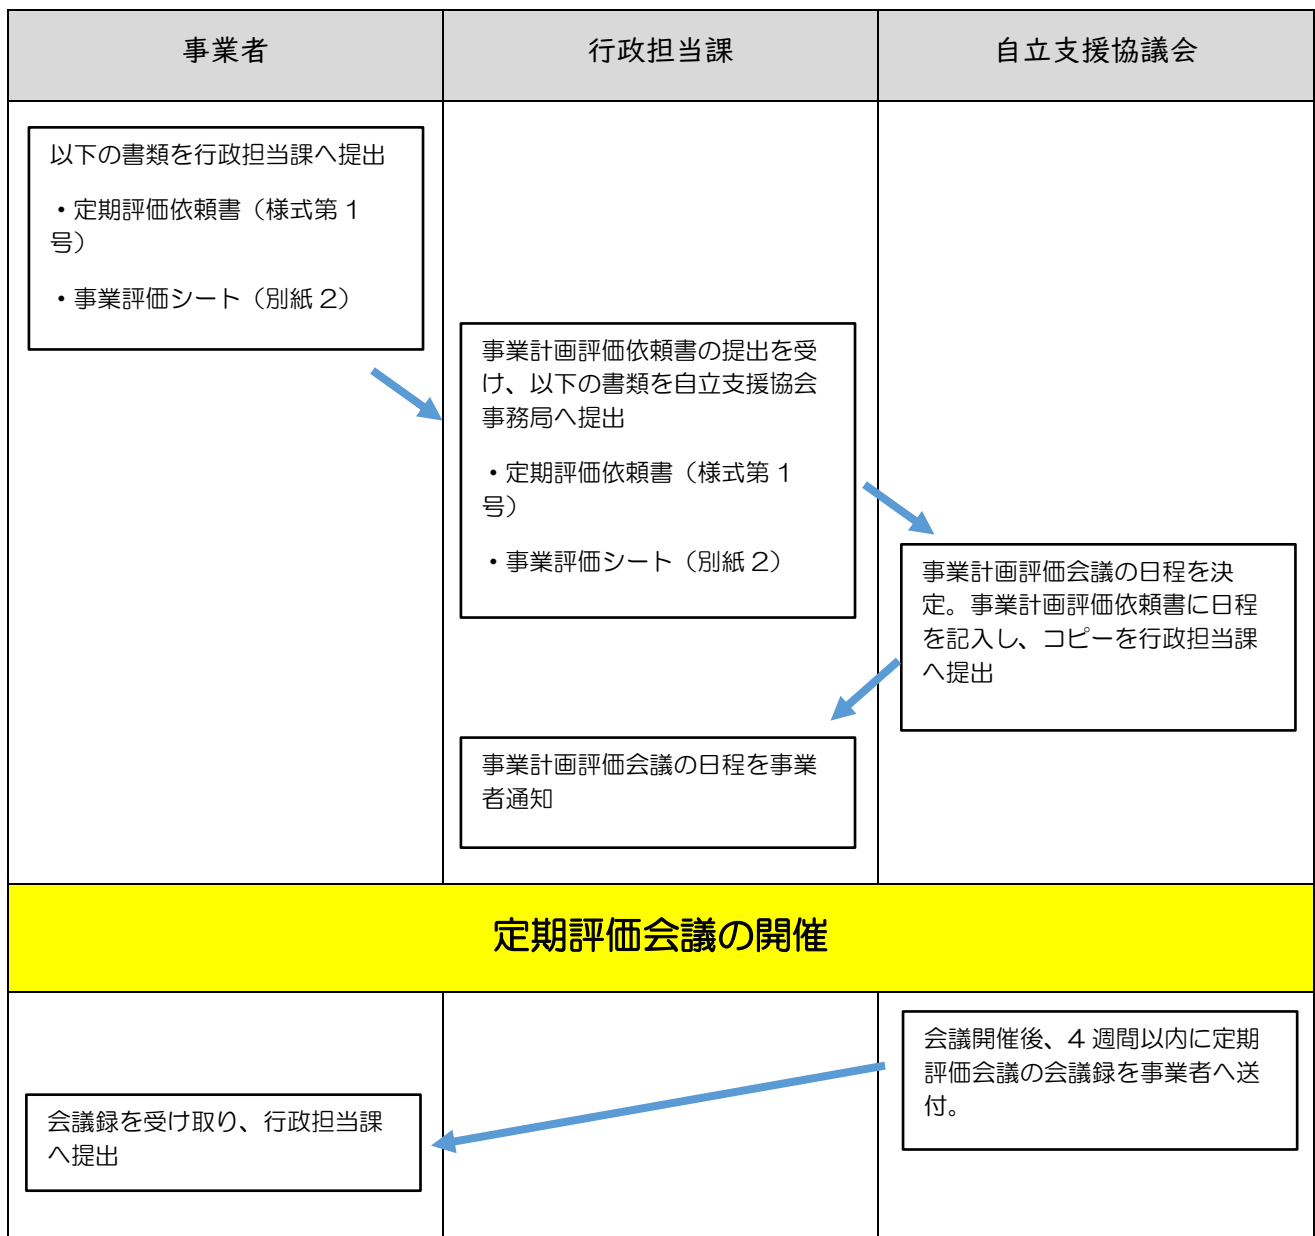 事業者
行政担当課
自立支援協議会
以下の書類を行政担当課へ提出
・定期評価依頼書（様式第１
号）
・事業評価シート（別紙２）
事業計画評価依頼書の提出を受
け、以下の書類を自立支援協会
事務局へ提出
・定期評価依頼書（様式第１
号）
・事業評価シート（別紙２）
事業計画評価会議の日程を決
定。事業計画評価依頼書に日程
を記入し、コピーを行政担当課
へ提出
事業計画評価会議の日程を事業
者通知
定期評価会議の開催
会議開催後、４週間以内に定期
評価会議の会議録を事業者へ送
付。
会議録を受け取り、行政担当課
へ提出